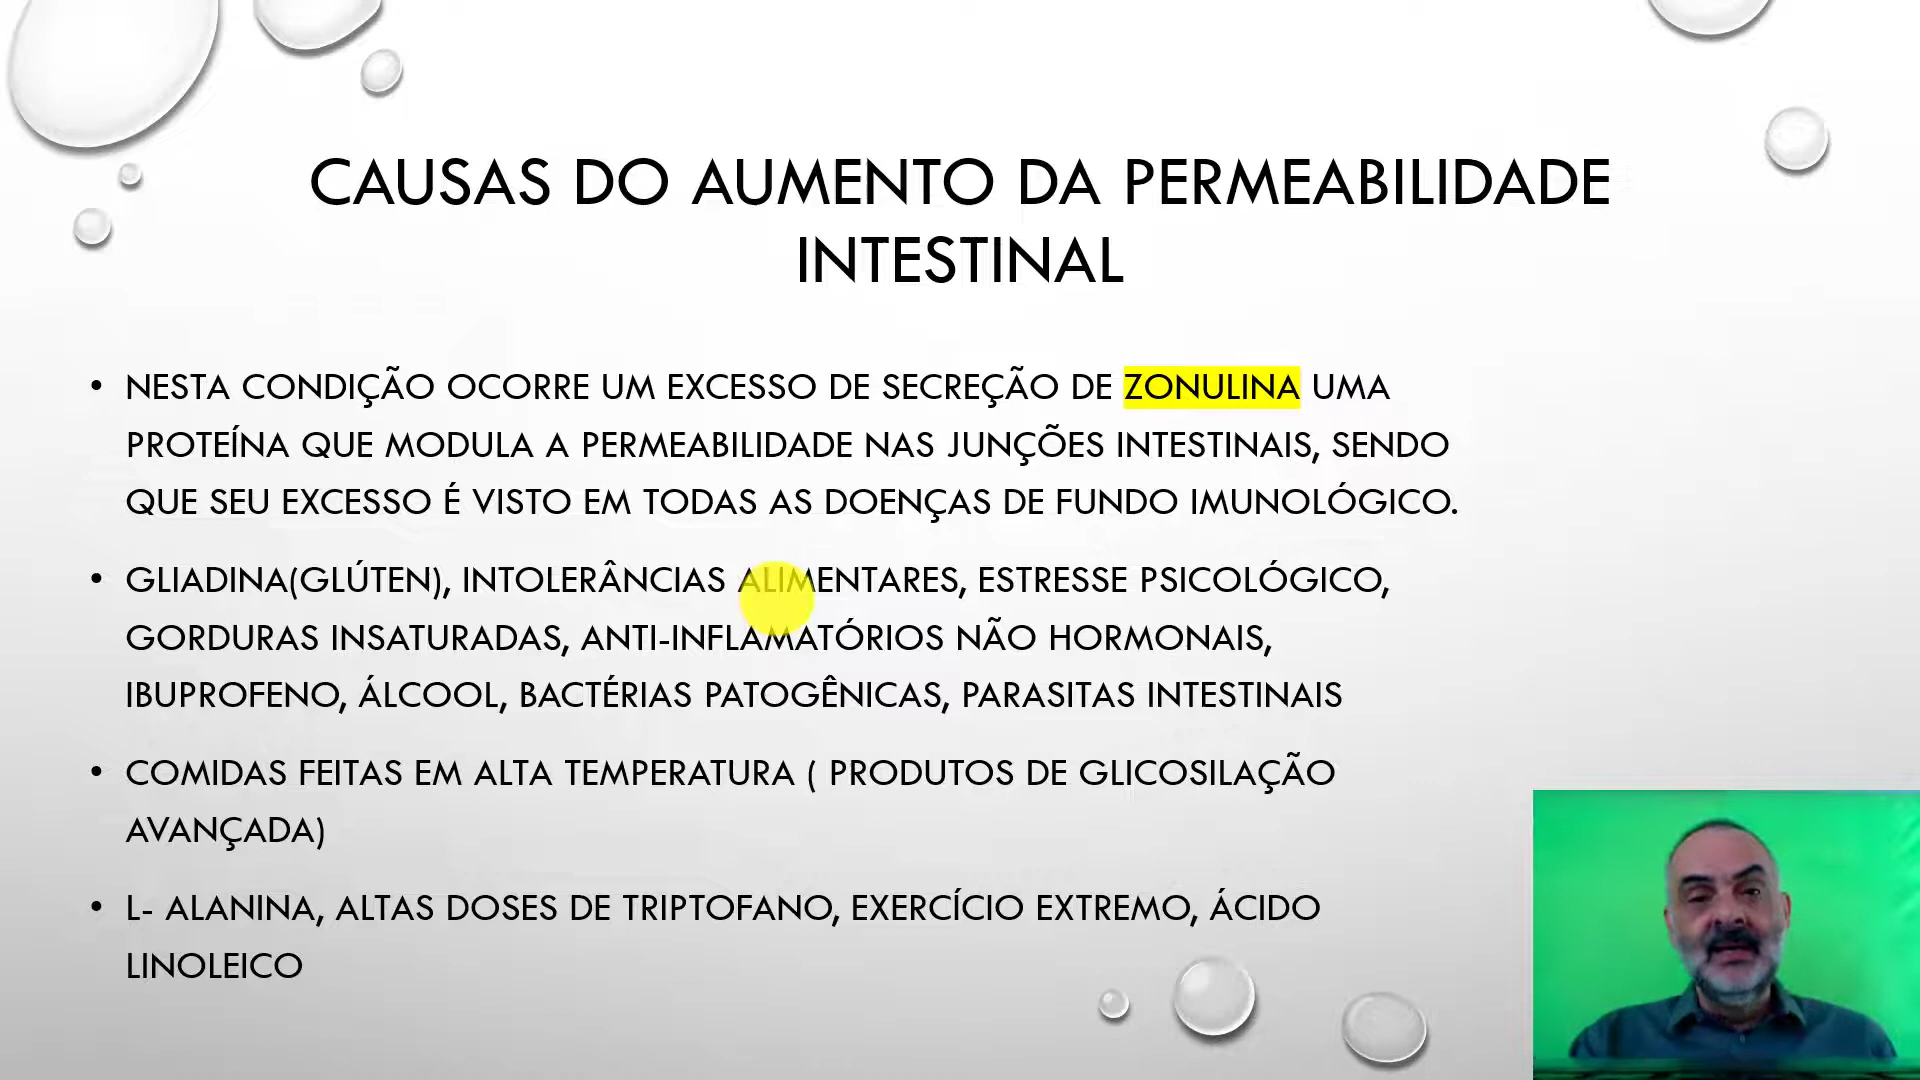 CAUSAS DO AUMENTO DA PERMEABILIDADE
INTESTINAL
• NESTA CONDIÇÃO OCORRE UM EXCESSO DE SECREÇÃO DE ZONULINA UMA
PROTEÍNA QUE MODULA A PERMEABILIDADE NAS JUNÇÕES INTESTINAIS, SENDO
QUE SEU EXCESSO É VISTO EM TODAS AS DOENÇAS DE FUNDO IMUNOLÓGICO.
• GLIADINA(GLÚTEN), INTOLERÂNCIAS ALIMENTARES, ESTRESSE PSICOLÓGICO,
GORDURAS INSATURADAS, ANTI-INFLAMATÓRIOS NÃO HORMONAIS,
IBUPROFENO, ÁLCOOL, BACTÉRIAS PATOGÊNICAS, PARASITAS INTESTINAIS
• COMIDAS FEITAS EM ALTA TEMPERATURA ( PRODUTOS DE GLICOSILAÇÃO
AVANÇADA)
• L- ALANINA, ALTAS DOSES DE TRIPTOFANO, EXERCÍCIO EXTREMO, ÁCIDO
LINOLEICO